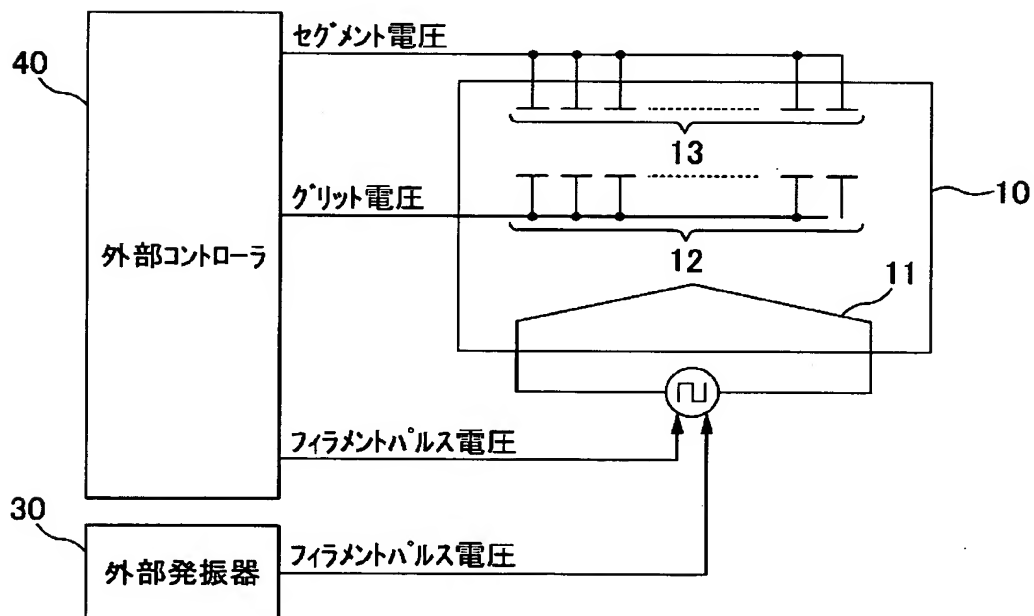 セグメント電圧
40
13
グリット電圧
10
外部コントローラ
12
11
フィラメントパルス電圧
30
外部発振器
フィラメントパルス電圧